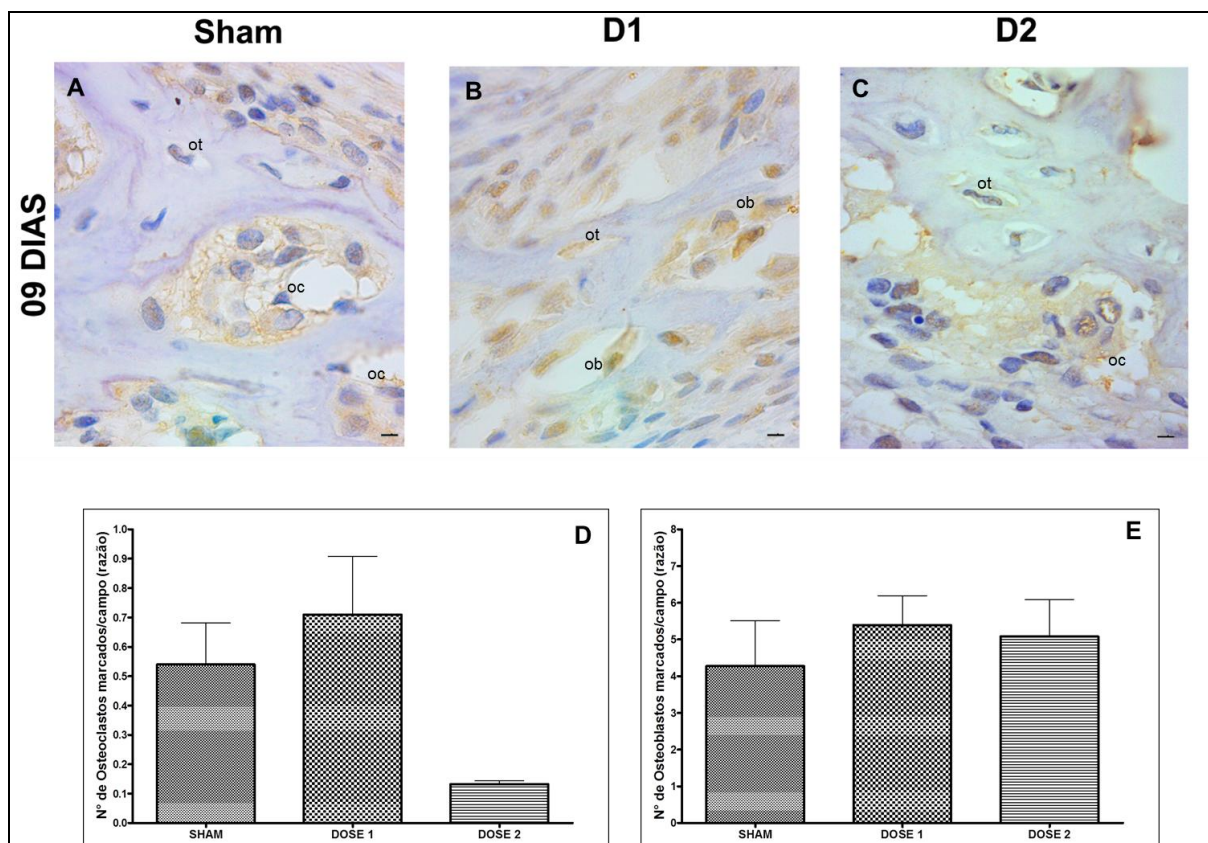 Sham
D1
D2
09 DIAS
A
ot
oc
oc
B
ob
ot
ob
C
ot
oc
D
Nº de Osteoclastos marcados/campo (razão)
1.0
0.9
0.8
0.7
0.6
0.5
0.4
0.3
0.2
0.1
0.0
SHAM
DOSE 1
DOSE 2
E
Nº de Osteoblastos marcados/campo (razão)
8
7
6
5
4
3
2
1
0
SHAM
DOSE 1
DOSE 2